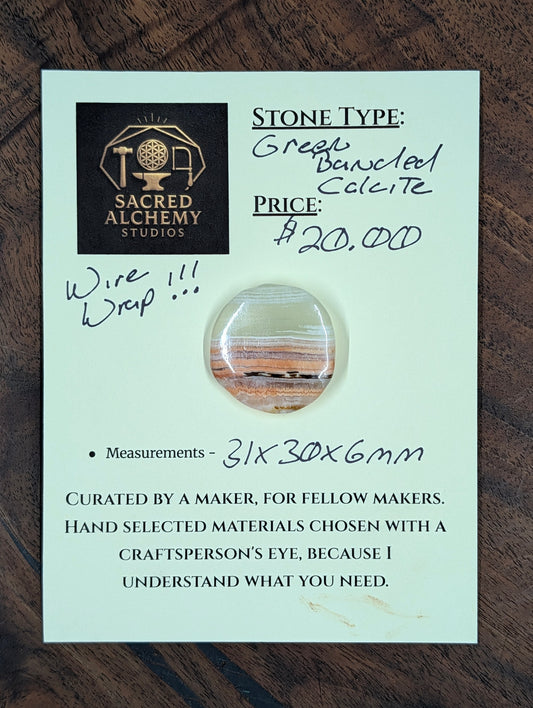 SACRED
ALCHEMY
STUDIOS
STONE TYPE:
Green
Banded
Calcite
PRICE:
$20.00
Wire
Wrap!!!
• Measurements - 31x30x6mm
CURATED BY A MAKER, FOR FELLOW MAKERS.
HAND SELECTED MATERIALS CHOSEN WITH A
CRAFTSPERSON'S EYE, BECAUSE I
UNDERSTAND WHAT YOU NEED.